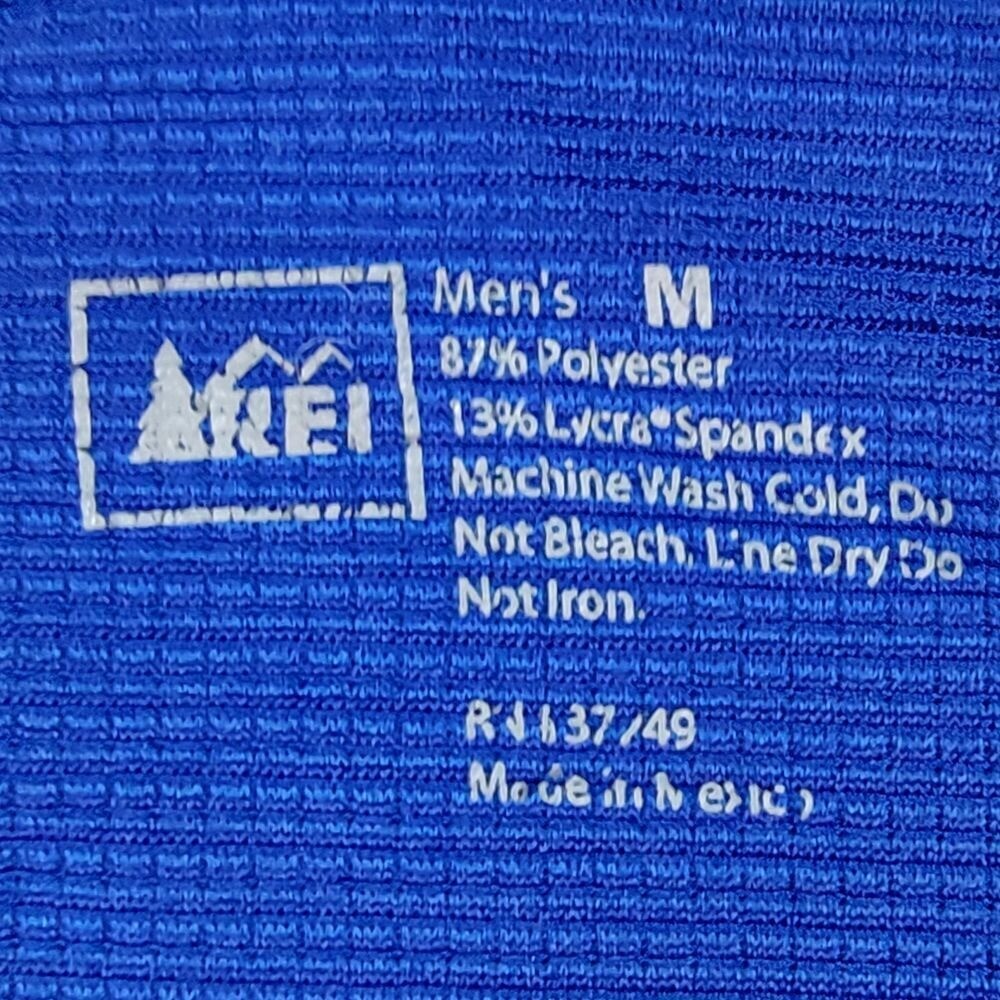 REI
Men's M
87% Polyester
13% Lycra® Spandex
Machine Wash Cold, Do
Not Bleach, Line Dry Do
Not Iron.
Made in Mexico